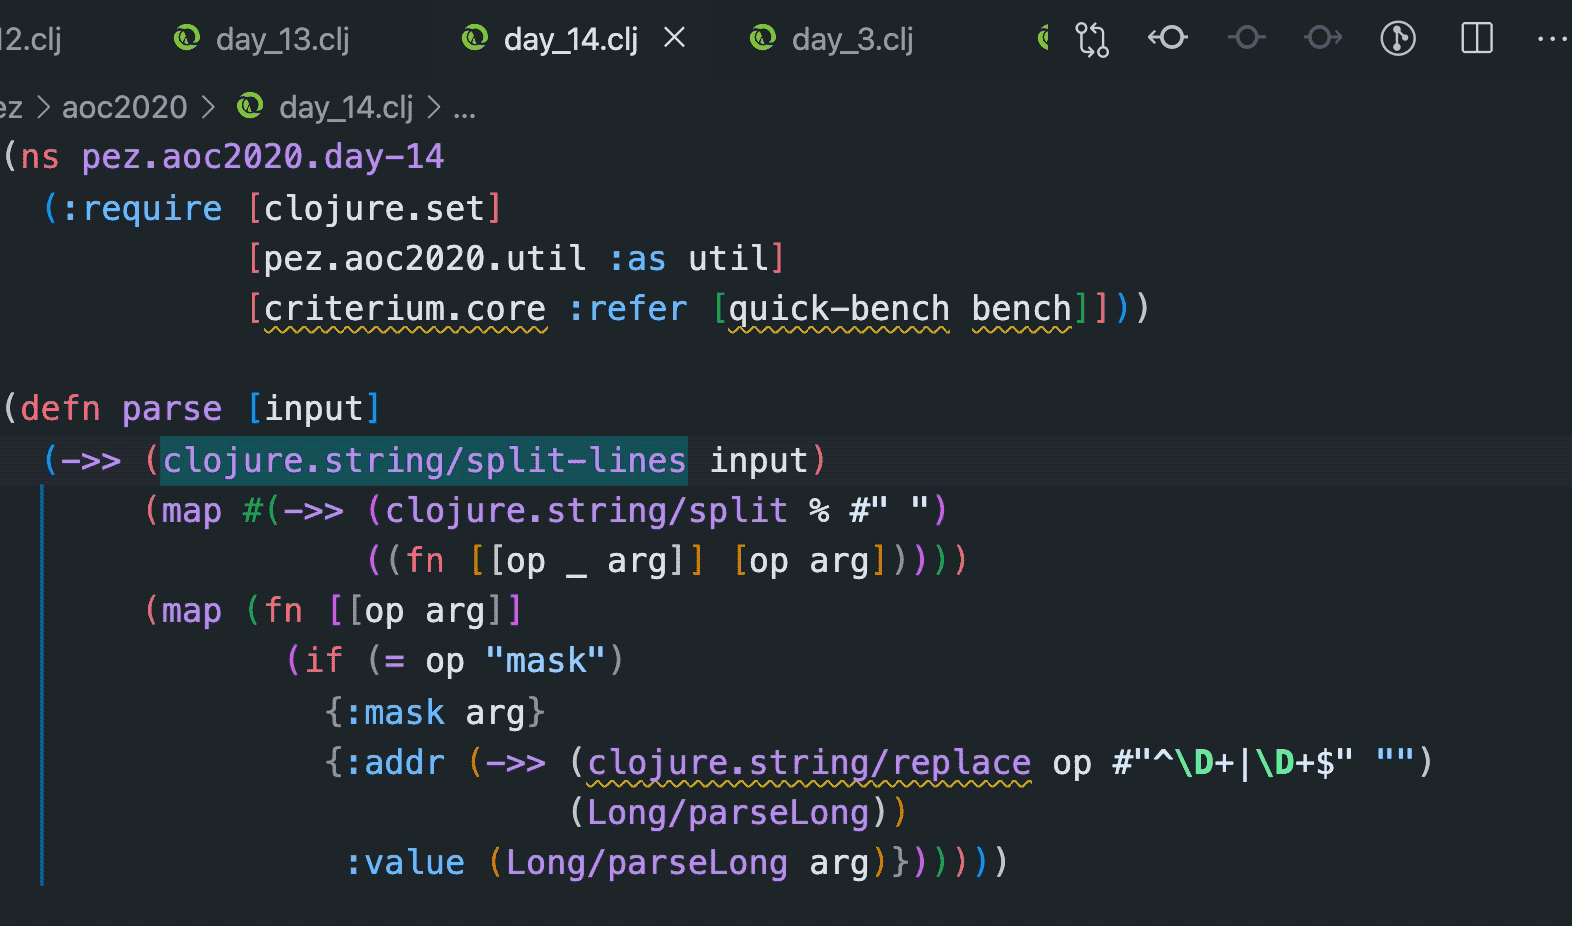 12.clj day_13.clj day_14.clj day_3.clj
ez > aoc2020 > day_14.clj > ...
(ns pez.aoc2020.day-14
  (:require [clojure.set]
            [pez.aoc2020.util :as util]
            [criterium.core :refer [quick-bench bench]]))
(defn parse [input]
  (->> (clojure.string/split-lines input)
       (map #(->> (clojure.string/split % #" ")
                  ((fn [[op _ arg]] [op arg]))))
       (map (fn [[op arg]]
              (if (= op "mask")
                {:mask arg}
                {:addr (->> (clojure.string/replace op #"^\D+|\D+$" "")
                            (Long/parseLong))
                 :value (Long/parseLong arg)})))))